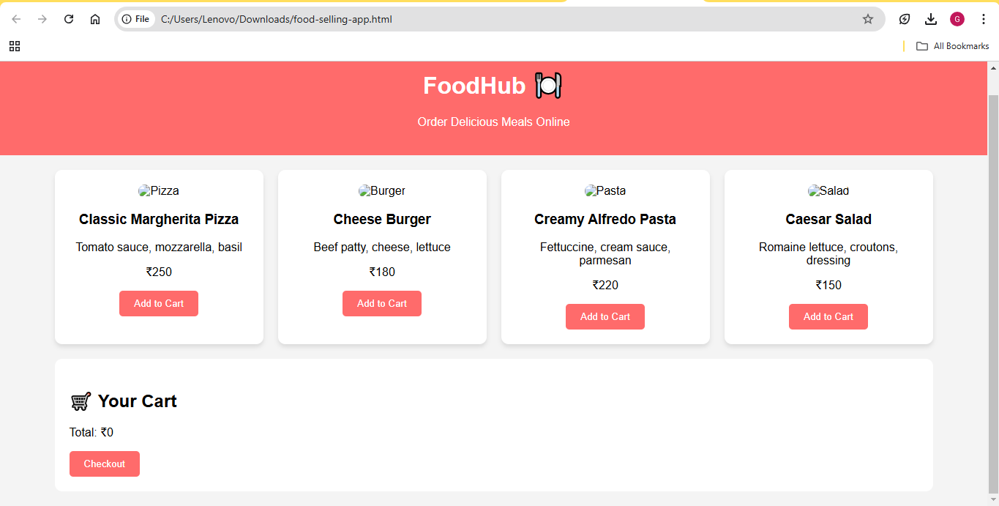 File C:/Users/Lenovo/Downloads/food-selling-app.html
G
All Bookmarks
FoodHub
Order Delicious Meals Online
Pizza
Classic Margherita Pizza
Tomato sauce, mozzarella, basil
₹250
Add to Cart
Burger
Cheese Burger
Beef patty, cheese, lettuce
₹180
Add to Cart
Pasta
Creamy Alfredo Pasta
Fettuccine, cream sauce,
parmesan
₹220
Add to Cart
Salad
Caesar Salad
Romaine lettuce, croutons,
dressing
₹150
Add to Cart
Your Cart
Total: ₹0
Checkout